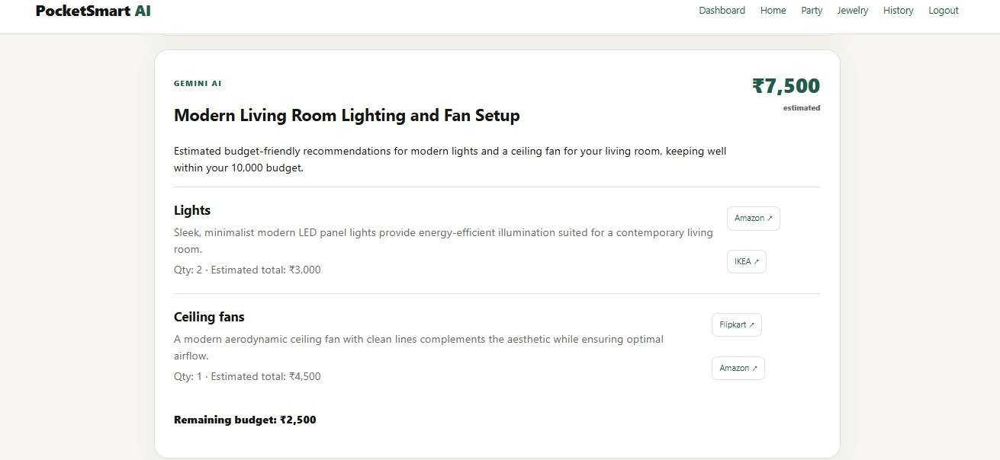 PocketSmart AI
Dashboard Home Party Jewelry History Logout
GEMINI AI
₹7,500
estimated
Modern Living Room Lighting and Fan Setup
Estimated budget-friendly recommendations for modern lights and a ceiling fan for your living room, keeping well
within your 10,000 budget.
Lights
Sleek, minimalist modern LED panel lights provide energy-efficient illumination suited for a contemporary living
room.
Qty: 2 · Estimated total: ₹3,000
Amazon ↗
IKEA ↗
Ceiling fans
A modern aerodynamic ceiling fan with clean lines complements the aesthetic while ensuring optimal
airflow.
Qty: 1 · Estimated total: ₹4,500
Flipkart ↗
Amazon ↗
Remaining budget: ₹2,500